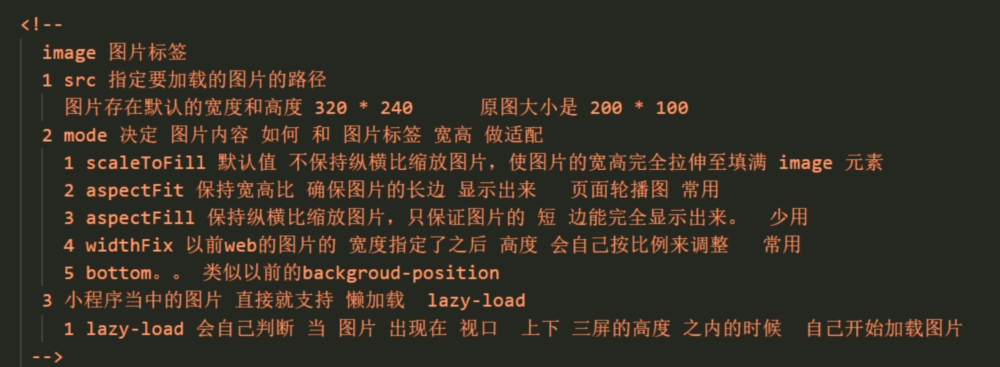 <!--
image 图片标签
1 src 指定要加载的图片的路径
图片存在默认的宽度和高度 320 * 240 原图大小是 200 * 100
2 mode 决定 图片内容 如何 和 图片标签 宽高 做适配
1 scaleToFill 默认值 不保持纵横比缩放图片，使图片的宽高完全拉伸至填满 image 元素
2 aspectFit 保持宽高比 确保图片的长边 显示出来 页面轮播图 常用
3 aspectFill 保持纵横比缩放图片，只保证图片的 短 边能完全显示出来。 少用
4 widthFix 以前web的图片的 宽度指定了之后 高度 会自己按比例来调整 常用
5 bottom。。 类似以前的backgroud-position
3 小程序当中的图片 直接就支持 懒加载 lazy-load
1 lazy-load 会自己判断 当 图片 出现在 视口 上下 三屏的高度 之内的时候 自己开始加载图片
-->